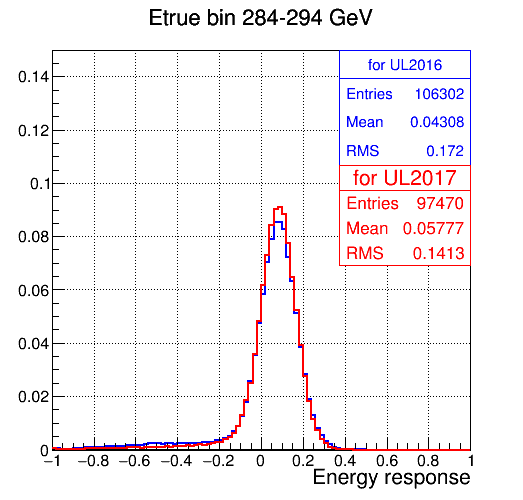 Etrue bin 284-294 GeV
for UL2016
Entries 106302
Mean 0.04308
RMS 0.172
for UL2017
Entries 97470
Mean 0.05777
RMS 0.1413
0.14
0.12
0.1
0.08
0.06
0.04
0.02
0
−1 −0.8 −0.6 −0.4 −0.2 0 0.2 0.4 0.6 0.8 1
Energy response